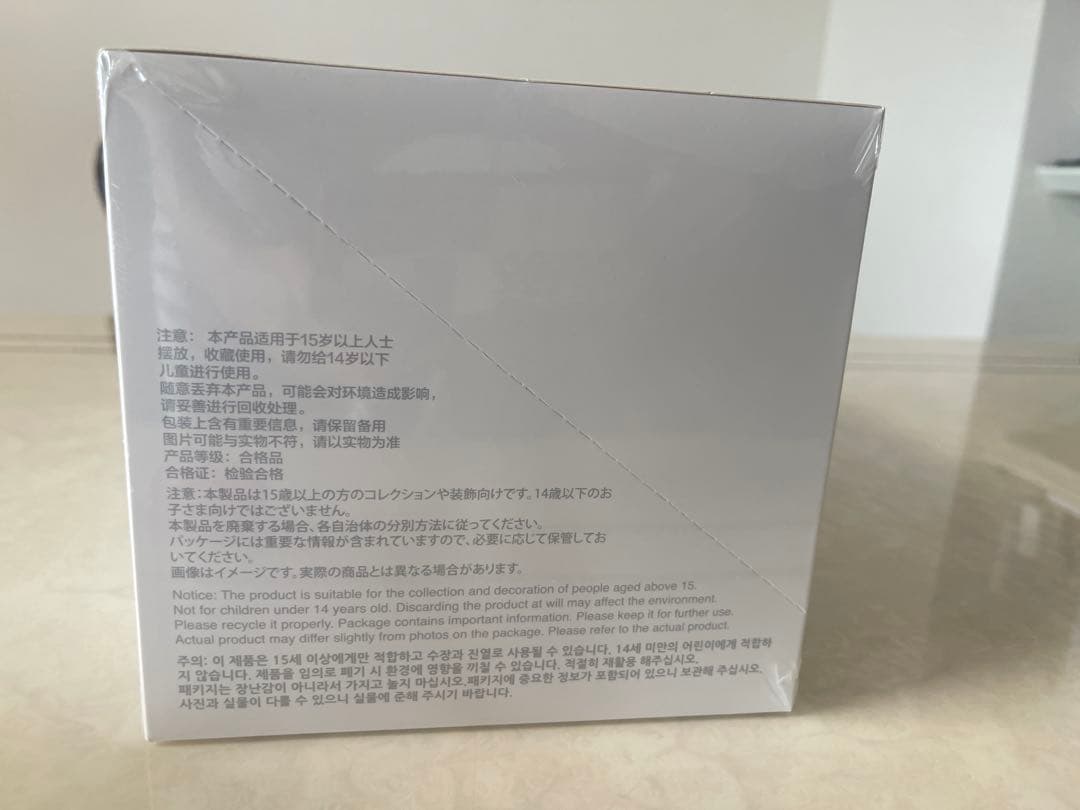 注意： 本产品适用于15岁以上人士
摆放，收藏使用，请勿给14岁以下
儿童进行使用。
随意丢弃本产品，可能会对环境造成影响，
请妥善进行回收处理。
包装上含有重要信息，请保留备用
图片可能与实物不符，请以实物为准
产品等级：合格品
合格证：检验合格
注意：本製品は15歳以上の方のコレクションや装飾向けです。14歳以下のお
子さま向けではございません。
本製品を廃棄する場合、各自治体の分別方法に従ってください。
パッケージには重要な情報が含まれていますので、必要に応じて保管してお
いてください。
画像はイメージです。実際の商品とは異なる場合があります。
Notice: The product is suitable for the collection and decoration of people aged above 15.
Not for children under 14 years old. Discarding the product at will may affect the environment.
Please recycle it properly. Package contains important information. Please keep it for further use.
Actual product may differ slightly from photos on the package. Please refer to the actual product.
주의: 이 제품은 15세 이상에게만 적합하고 수장과 진열로 사용될 수 있습니다. 14세 미만의 어린이에게 적합하
지 않습니다. 제품을 임의로 폐기 시 환경에 영향을 끼칠 수 있습니다. 적절히 재활용 해주십시오.
패키지는 장난감이 아니라서 가지고 놀지 마십시오.패키지에 중요한 정보가 포함되어 있으니 보관해 주십시오.
사진과 실물이 다를 수 있으니 실물에 준해 주시기 바랍니다.